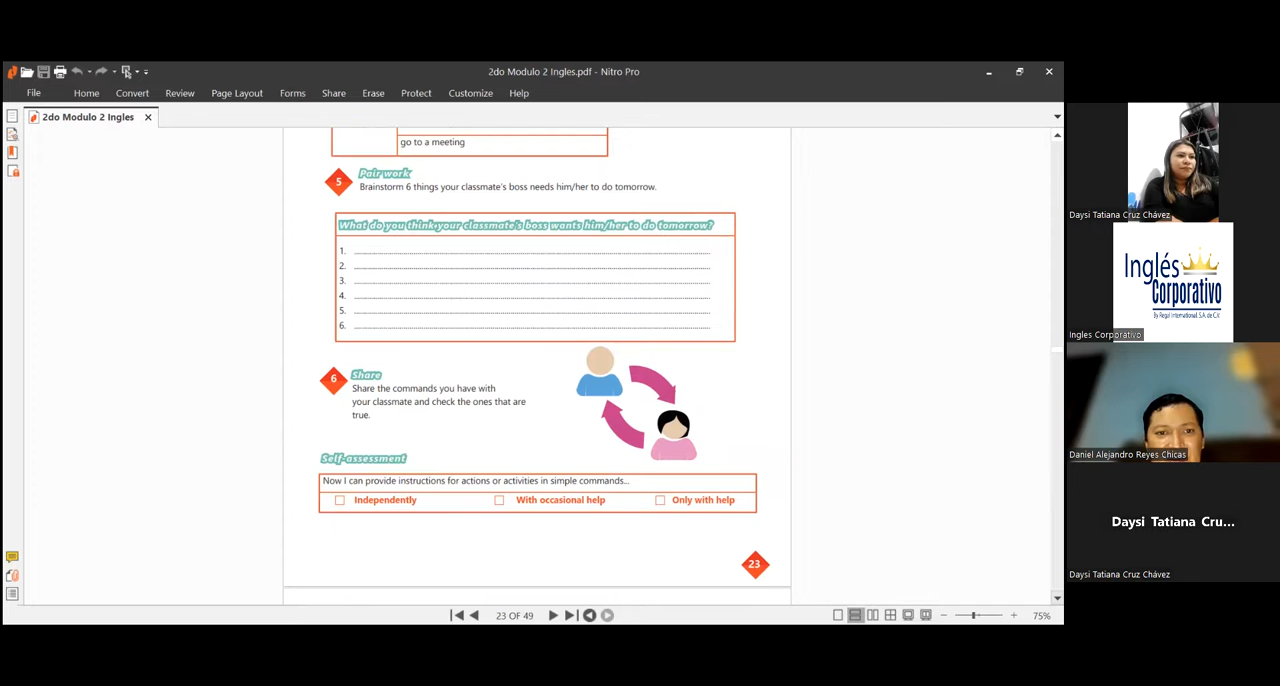 2do Modulo 2 Ingles.pdf - Nitro Pro
File Home Convert Review Page Layout Forms Share Erase Protect Customize Help
2do Modulo 2 Ingles
go to a meeting
5 Pair work
Brainstorm 6 things your classmate's boss needs him/her to do tomorrow.
What do you think your classmate's boss wants him/her to do tomorrow?
1.
2.
3.
4.
5.
6.
6 Share
Share the commands you have with
your classmate and check the ones that are
true.
Self-assessment
Now I can provide instructions for actions or activities in simple commands...
Independently With occasional help Only with help
23
23 OF 49
75%
Daysi Tatiana Cruz Chávez
Inglés
Corporativo
By Regal International, S.A. de C.V.
Ingles Corporativo
Daniel Alejandro Reyes Chicas
Daysi Tatiana Cru...
Daysi Tatiana Cruz Chávez